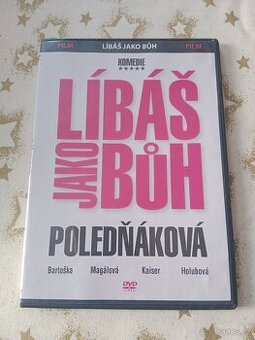 FILM LÍBÁŠ JAKO BŮH FILM
KOMEDIE
LÍBÁŠ
JAKO
BŮH
POLEDŇÁKOVÁ
Bartoška Magálová Kaiser Holubová
DVD